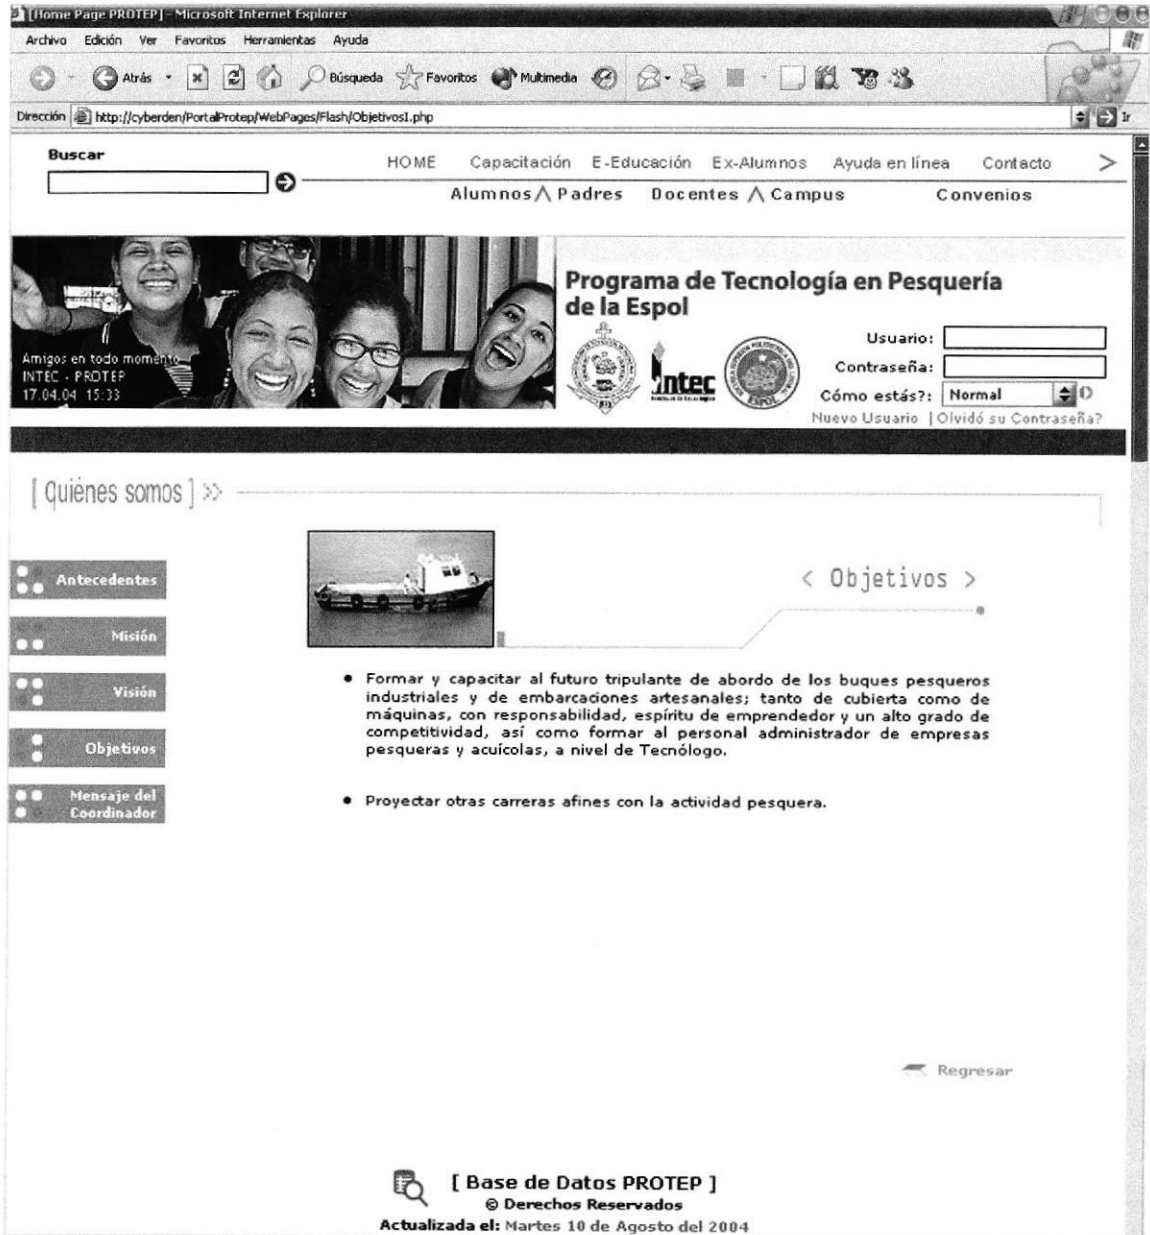 [Home Page PROTEP] - Microsoft Internet Explorer
Archivo Edición Ver Favoritos Herramientas Ayuda
Atrás Búsqueda Favoritos Multimedia
Dirección http://cyberden/PortalProtep/WebPages/Flash/ObjetivosI.php Ir
Buscar
HOME Capacitación E-Educación Ex-Alumnos Ayuda en línea Contacto >
Alumnos Padres Docentes Campus Convenios
Programa de Tecnología en Pesquería
de la Espol
Amigos en todo momento
INTEC - PROTEP
17.04.04 15:33
intec
ESPOL
Usuario:
Contraseña:
Cómo estás?: Normal
Nuevo Usuario | Olvidó su Contraseña?
[ Quiénes somos ] >>
Antecedentes
Misión
Visión
Objetivos
Mensaje del
Coordinador
< Objetivos >
• Formar y capacitar al futuro tripulante de abordo de los buques pesqueros
industriales y de embarcaciones artesanales; tanto de cubierta como de
máquinas, con responsabilidad, espíritu de emprendedor y un alto grado de
competitividad, así como formar al personal administrador de empresas
pesqueras y acuícolas, a nivel de Tecnólogo.
• Proyectar otras carreras afines con la actividad pesquera.
Regresar
[ Base de Datos PROTEP ]
© Derechos Reservados
Actualizada el: Martes 10 de Agosto del 2004